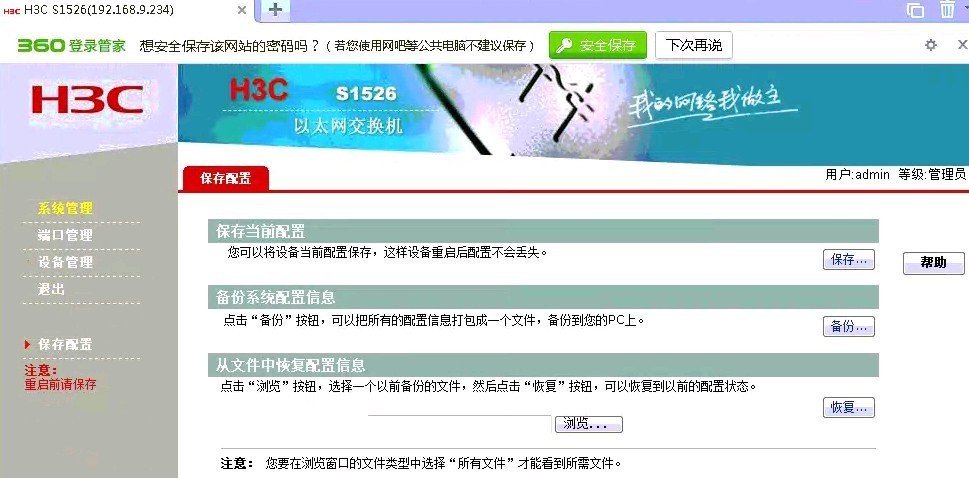 H3C H3C S1526(192.168.9.234)
360 登录管家 想安全保存该网站的密码吗？（若您使用网吧等公共电脑不建议保存） 安全保存 下次再说
H3C
H3C S1526
以太网交换机
我的网络我做主
保存配置
用户:admin 等级:管理员
系统管理
端口管理
设备管理
退出
保存配置
注意：
重启前请保存
保存当前配置
您可以将设备当前配置保存，这样设备重启后配置不会丢失。
保存...
帮助
备份系统配置信息
点击“备份”按钮，可以把所有的配置信息打包成一个文件，备份到您的PC上。
备份...
从文件中恢复配置信息
点击“浏览”按钮，选择一个以前备份的文件，然后点击“恢复”按钮，可以恢复到以前的配置状态。
恢复...
浏览...
注意： 您要在浏览窗口的文件类型中选择“所有文件”才能看到所需文件。